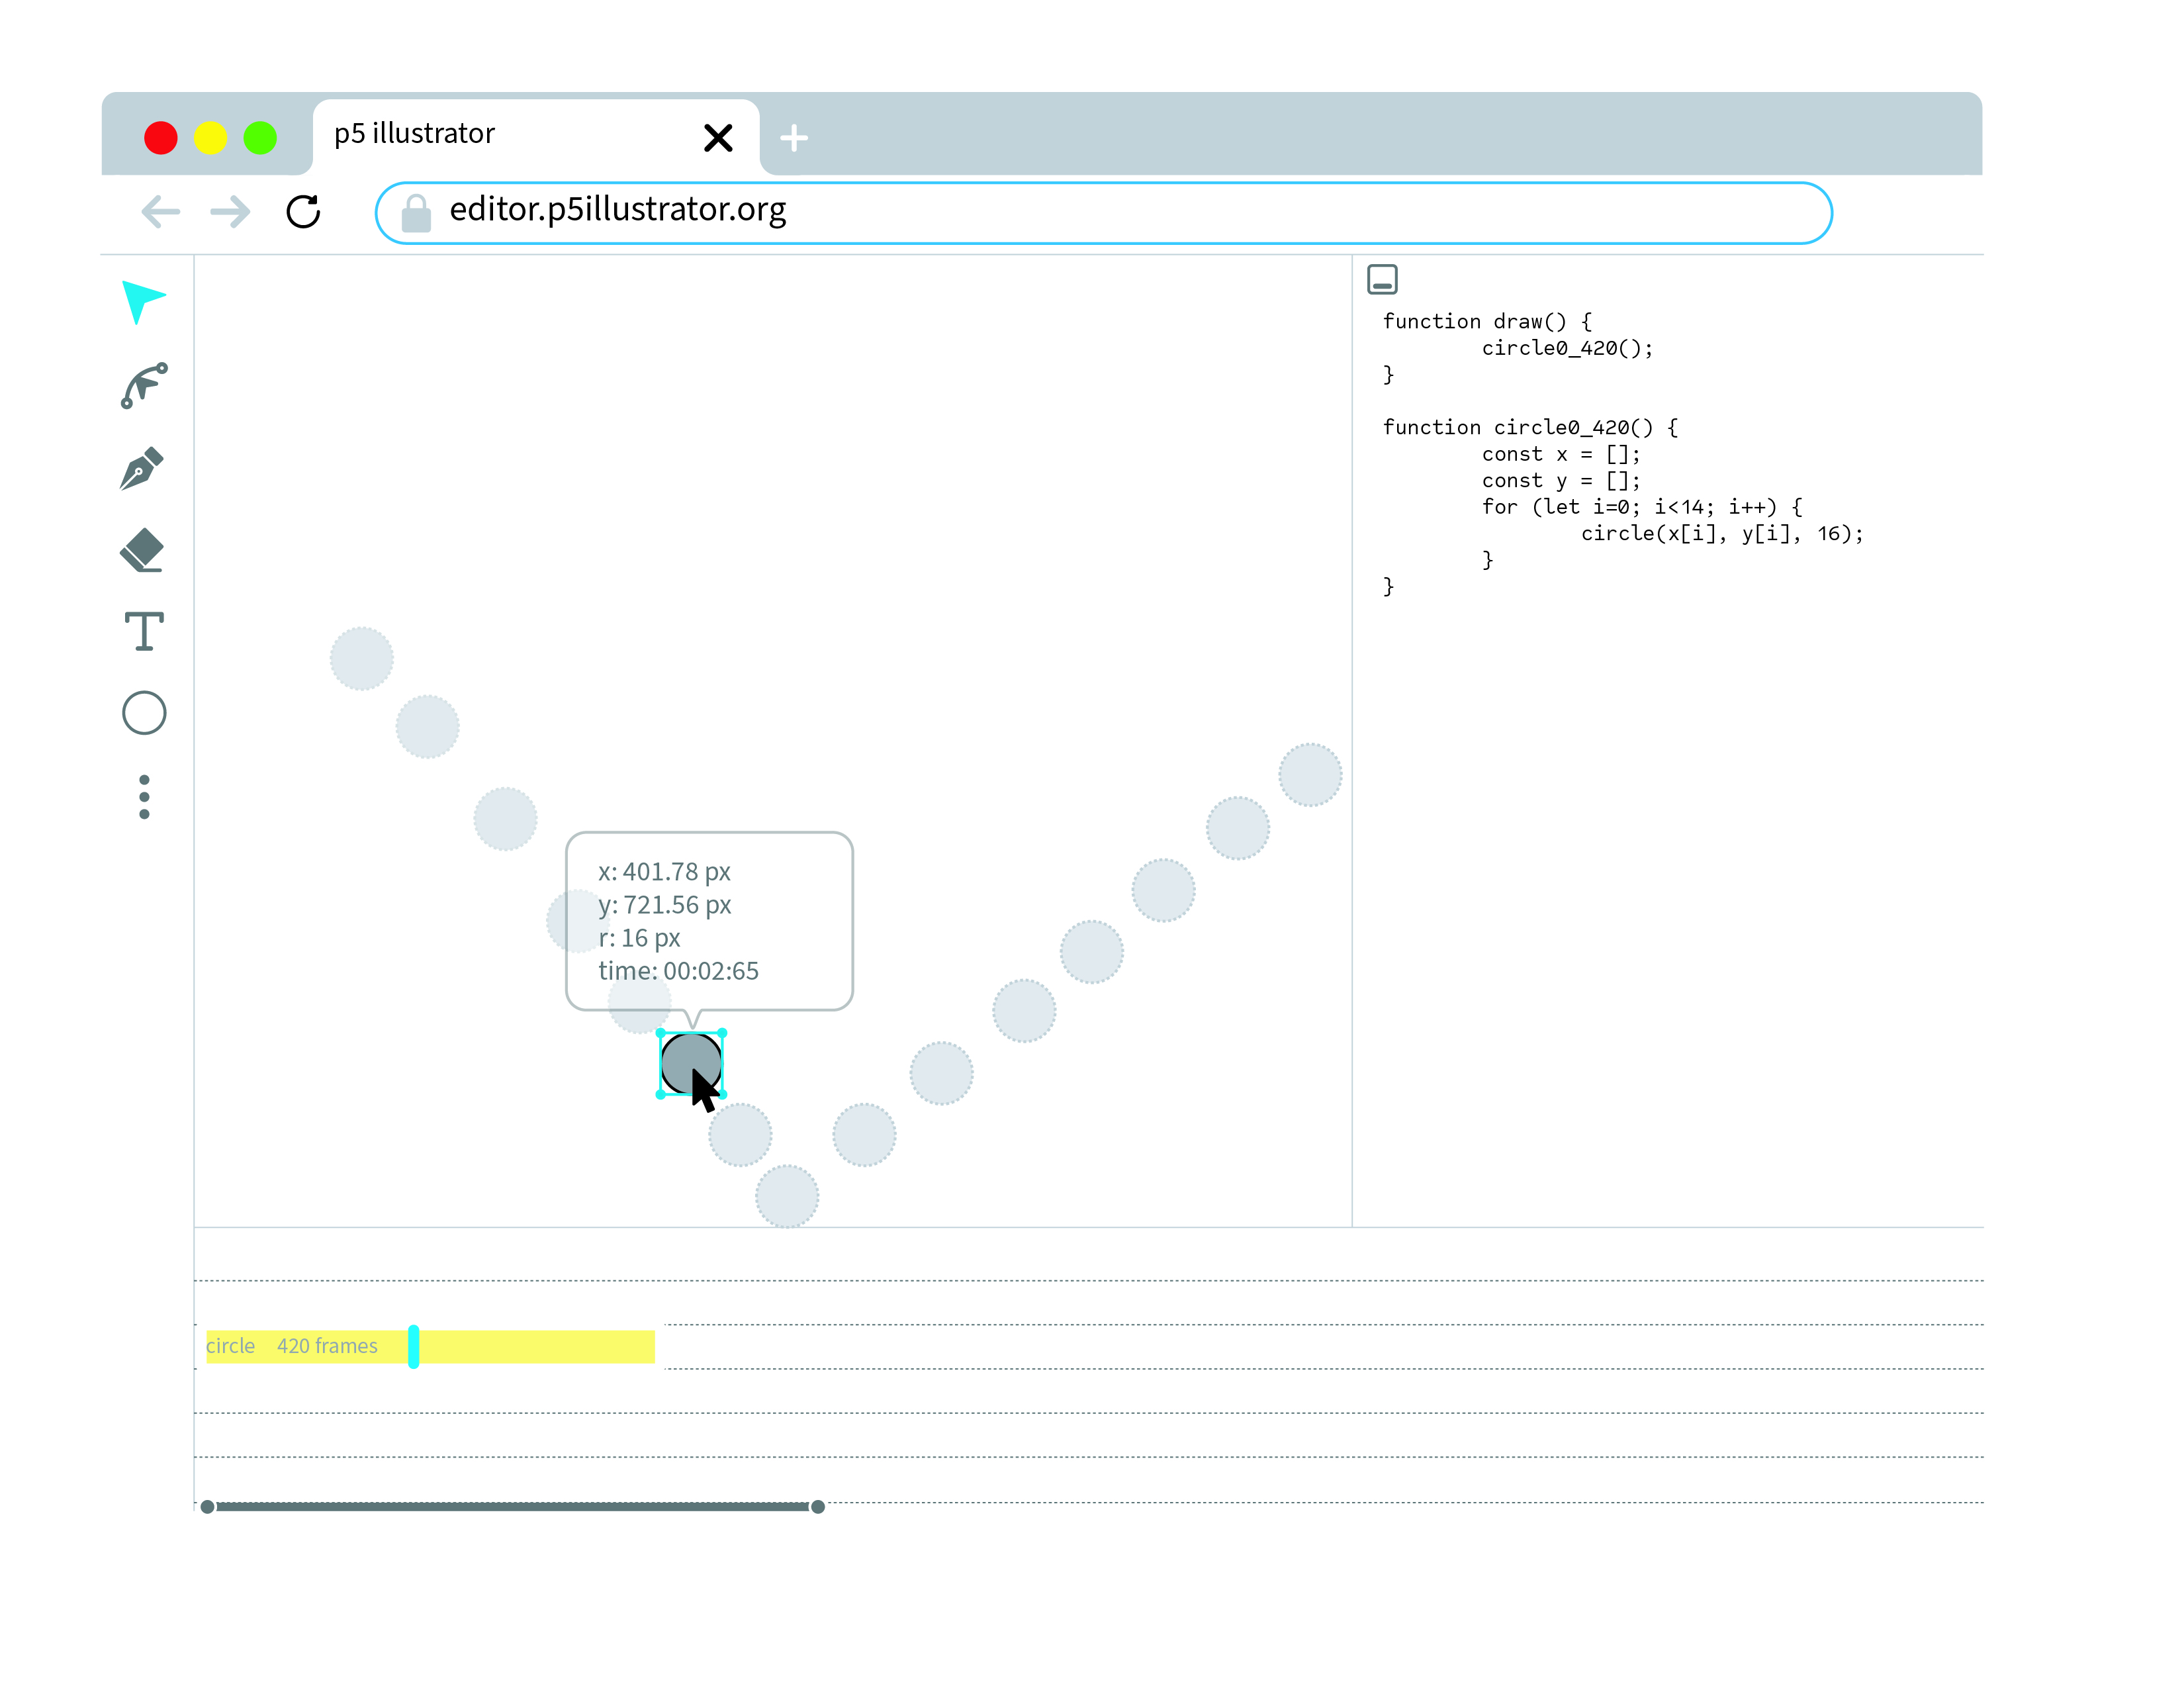 p5 illustrator
editor.p5illustrator.org
function draw() {
circle0_420();
}
function circle0_420() {
const x = [];
const y = [];
for (let i=0; i<14; i++) {
circle(x[i], y[i], 16);
}
}
x: 401.78 px
y: 721.56 px
r: 16 px
time: 00:02:65
circle 420 frames